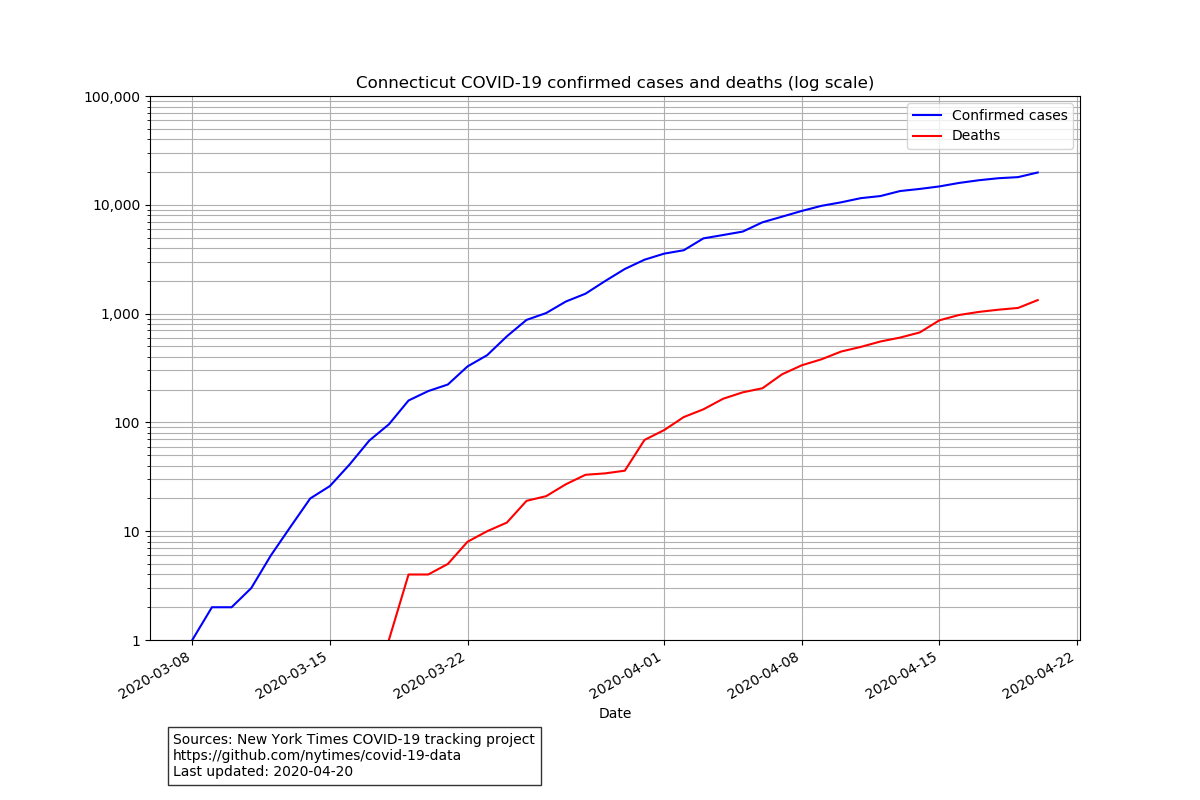 Connecticut COVID-19 confirmed cases and deaths (log scale)
100,000
10,000
1,000
100
10
1
Confirmed cases
Deaths
2020-03-08
2020-03-15
2020-03-22
2020-04-01
2020-04-08
2020-04-15
2020-04-22
Date
Sources: New York Times COVID-19 tracking project
https://github.com/nytimes/covid-19-data
Last updated: 2020-04-20